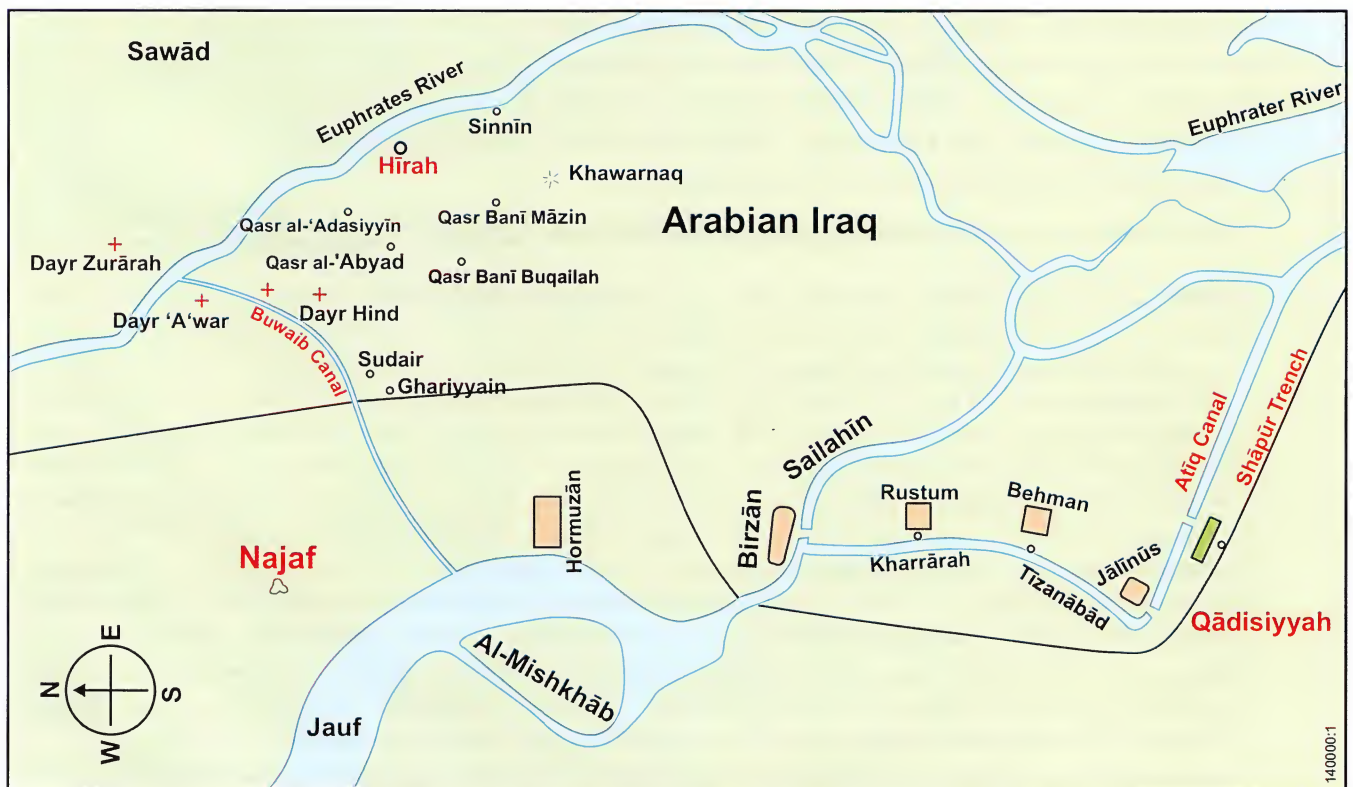 Sawād
Euphrates River
Sinnīn
Hīrah
Khawarnaq
Euphrater River
Qasr al-‘Adasiyyīn
Qasr Banī Māzin
Arabian Iraq
Dayr Zurārah
Qasr al-'Abyad
Qasr Banī Buqailah
Dayr ‘A‘war
Buwaib Canal
Dayr Hind
Sudair
Ghariyyain
Sailahīn
Atīq Canal
Shāpūr Trench
Hormuzān
Birzān
Rustum
Behman
Kharrārah
Tīzanābād
Jālīnūs
Najaf
Qādisiyyah
Al-Mishkhāb
Jauf
E
N
S
W
140000:1